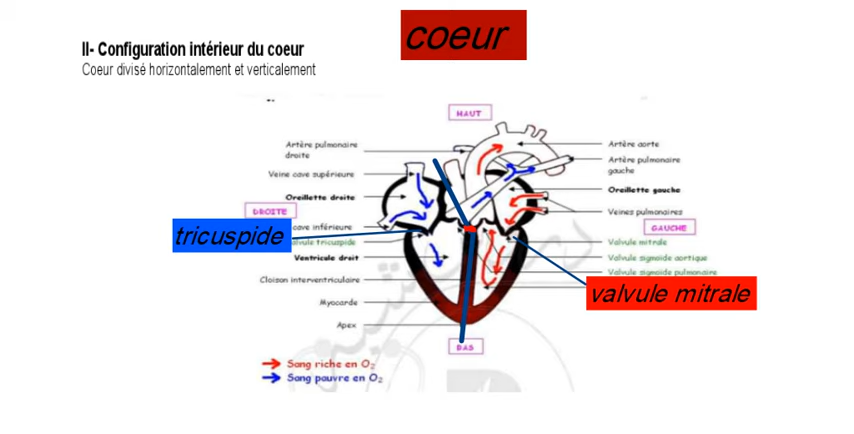 coeur
II- Configuration intérieur du coeur
Coeur divisé horizontalement et verticalement
HAUT
Artère pulmonaire
droite
Veine cave supérieure
Oreillette droite
DROITE
cave inférieure
tricuspide
valvule tricuspide
Ventricule droit
Cloison interventriculaire
Myocarde
Apex
Artère aorte
Artère pulmonaire
gauche
Oreillette gauche
Veines pulmonaires
GAUCHE
Valvule mitrale
Valvule sigmoïde aortique
Valvule sigmoïde pulmonaire
valvule mitrale
BAS
Sang riche en O2
Sang pauvre en O2